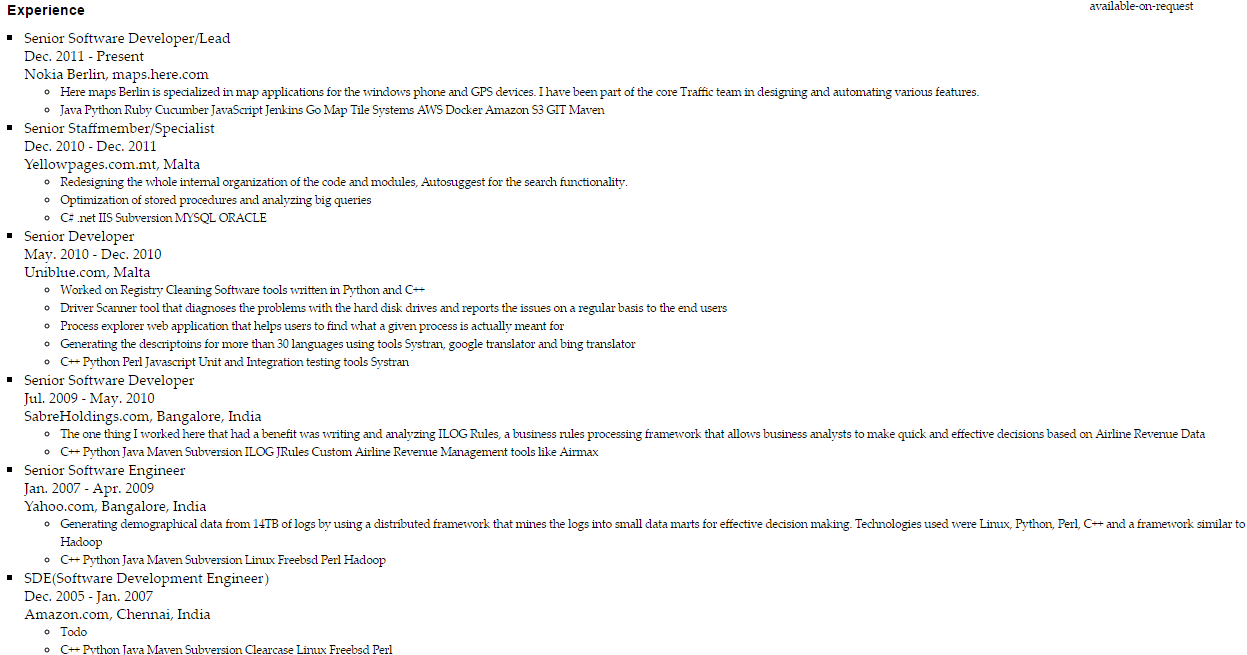 Experience
available-on-request
Senior Software Developer/Lead
Dec. 2011 - Present
Nokia Berlin, maps.here.com
Here maps Berlin is specialized in map applications for the windows phone and GPS devices. I have been part of the core Traffic team in designing and automating various features.
Java Python Ruby Cucumber JavaScript Jenkins Go Map Tile Systems AWS Docker Amazon S3 GIT Maven
Senior Staffmember/Specialist
Dec. 2010 - Dec. 2011
Yellowpages.com.mt, Malta
Redesigning the whole internal organization of the code and modules, Autosuggest for the search functionality.
Optimization of stored procedures and analyzing big queries
C# .net IIS Subversion MYSQL ORACLE
Senior Developer
May. 2010 - Dec. 2010
Uniblue.com, Malta
Worked on Registry Cleaning Software tools written in Python and C++
Driver Scanner tool that diagnoses the problems with the hard disk drives and reports the issues on a regular basis to the end users
Process explorer web application that helps users to find what a given process is actually meant for
Generating the descriptoins for more than 30 languages using tools Systran, google translator and bing translator
C++ Python Perl Javascript Unit and Integration testing tools Systran
Senior Software Developer
Jul. 2009 - May. 2010
SabreHoldings.com, Bangalore, India
The one thing I worked here that had a benefit was writing and analyzing ILOG Rules, a business rules processing framework that allows business analysts to make quick and effective decisions based on Airline Revenue Data
C++ Python Java Maven Subversion ILOG JRules Custom Airline Revenue Management tools like Airmax
Senior Software Engineer
Jan. 2007 - Apr. 2009
Yahoo.com, Bangalore, India
Generating demographical data from 14TB of logs by using a distributed framework that mines the logs into small data marts for effective decision making. Technologies used were Linux, Python, Perl, C++ and a framework similar to
Hadoop
C++ Python Java Maven Subversion Linux Freebsd Perl Hadoop
SDE(Software Development Engineer)
Dec. 2005 - Jan. 2007
Amazon.com, Chennai, India
Todo
C++ Python Java Maven Subversion Clearcase Linux Freebsd Perl